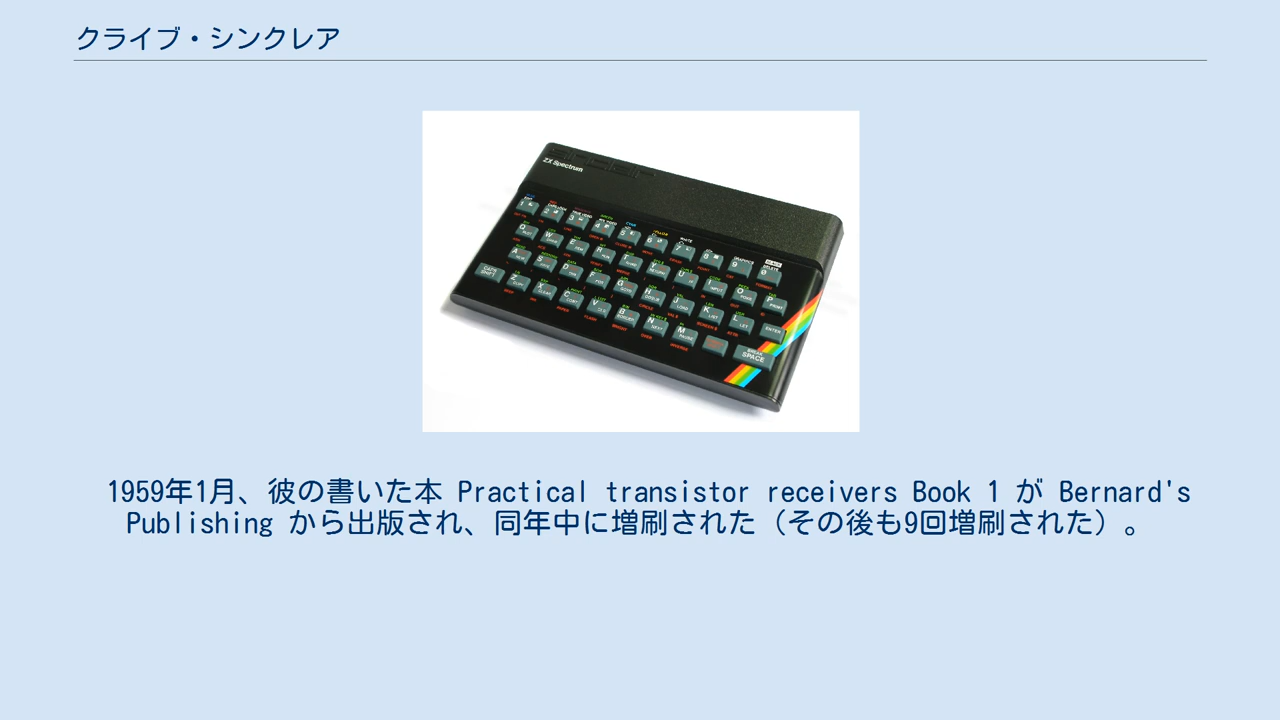 クライブ・シンクレア
ZX Spectrum
1959年1月、彼の書いた本 Practical transistor receivers Book 1 が Bernard's
Publishing から出版され、同年中に増刷された（その後も9回増刷された）。